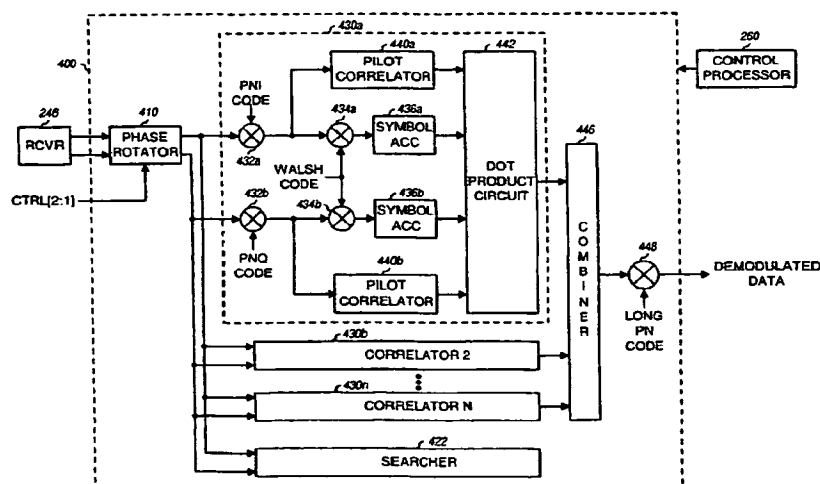 430a
400
440a
PILOT
CORRELATOR
442
260
CONTROL
PROCESSOR
PNI
CODE
246
RCVR
410
PHASE
ROTATOR
432a
434a
436a
SYMBOL
ACC
446
WALSH
CODE
DOT
PRODUCT
CIRCUIT
CTRL[2:1]
432b
434b
436b
SYMBOL
ACC
PNQ
CODE
440b
PILOT
CORRELATOR
COMBINER
448
DEMODULATED
DATA
LONG
PN
CODE
430b
CORRELATOR 2
430n
CORRELATOR N
422
SEARCHER